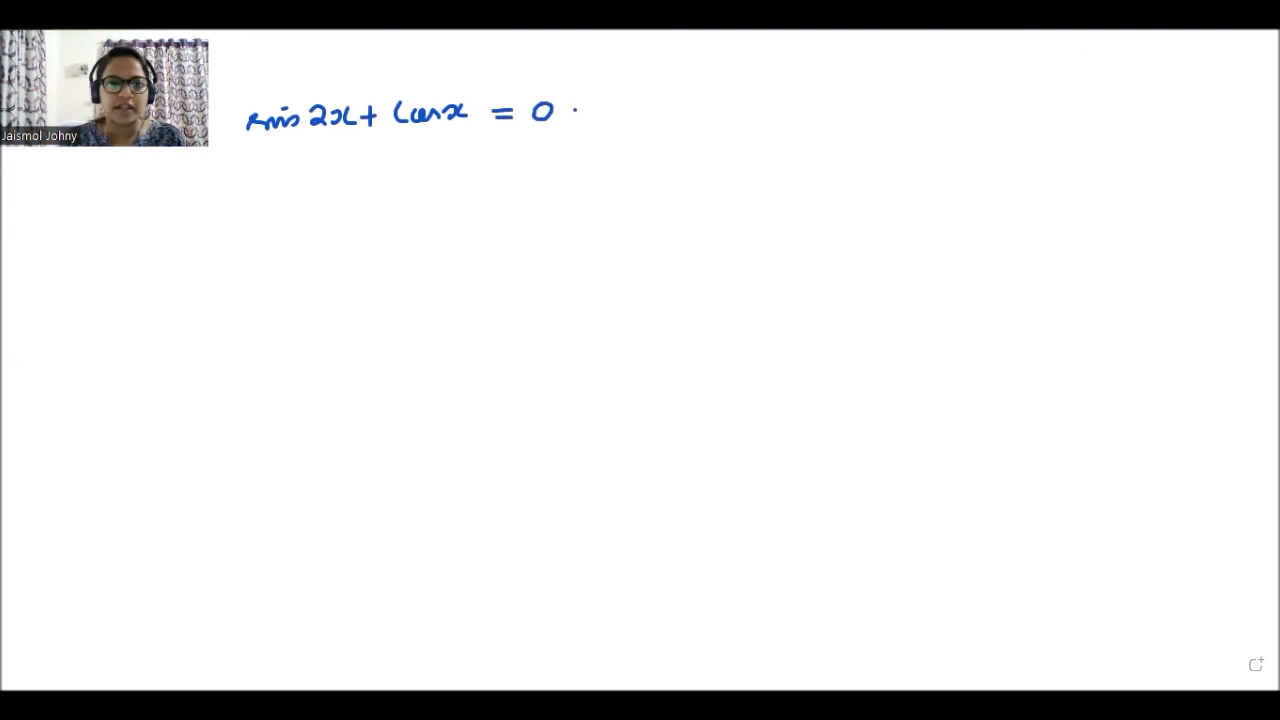 Jaismol Johny
sin 2x + cos x = 0.